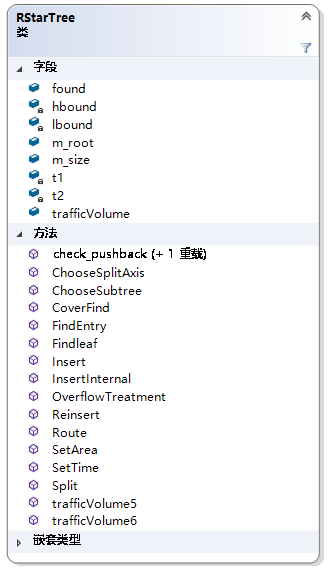 RStarTree
类
字段
found
hbound
lbound
m_root
m_size
t1
t2
trafficVolume
方法
check_pushback (+ 1 重载)
ChooseSplitAxis
ChooseSubtree
CoverFind
FindEntry
Findleaf
Insert
InsertInternal
OverflowTreatment
Reinsert
Route
SetArea
SetTime
Split
trafficVolume5
trafficVolume6
嵌套类型